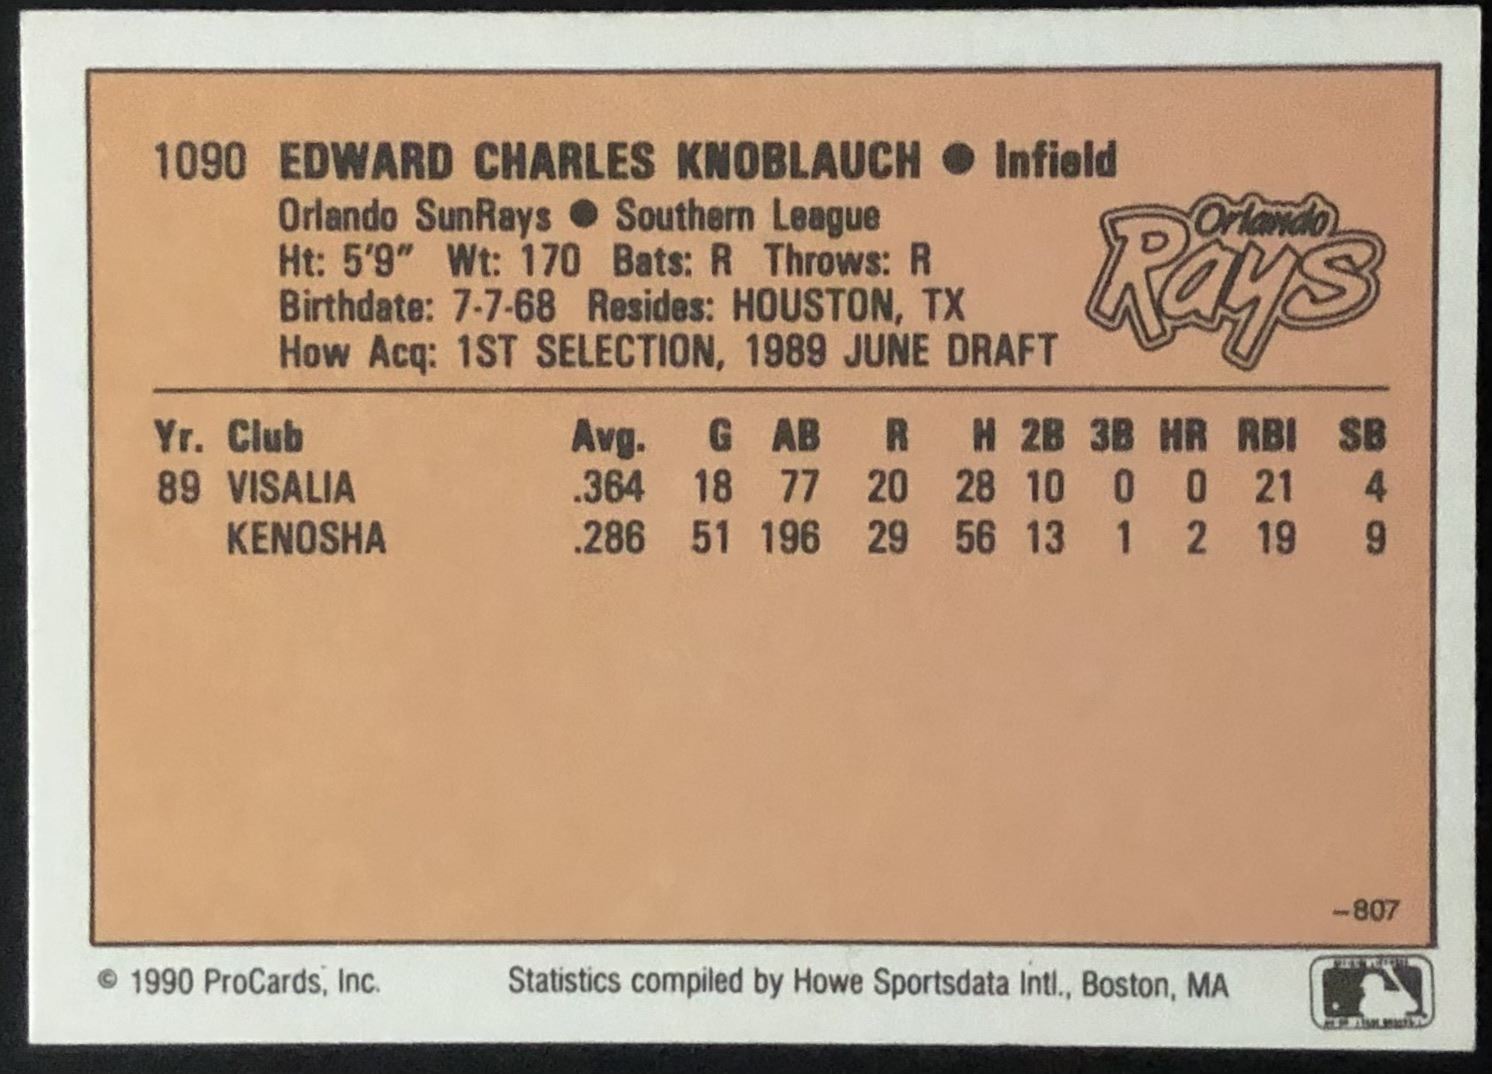 1090 EDWARD CHARLES KNOBLAUCH ● Infield
Orlando SunRays ● Southern League
Ht: 5'9" Wt: 170 Bats: R Throws: R
Birthdate: 7-7-68 Resides: HOUSTON, TX
How Acq: 1ST SELECTION, 1989 JUNE DRAFT
Orlando
Rays
Yr. Club Avg. G AB R H 2B 3B HR RBI SB
89 VISALIA .364 18 77 20 28 10 0 0 21 4
KENOSHA .286 51 196 29 56 13 1 2 19 9
-807
© 1990 ProCards, Inc. Statistics compiled by Howe Sportsdata Intl., Boston, MA